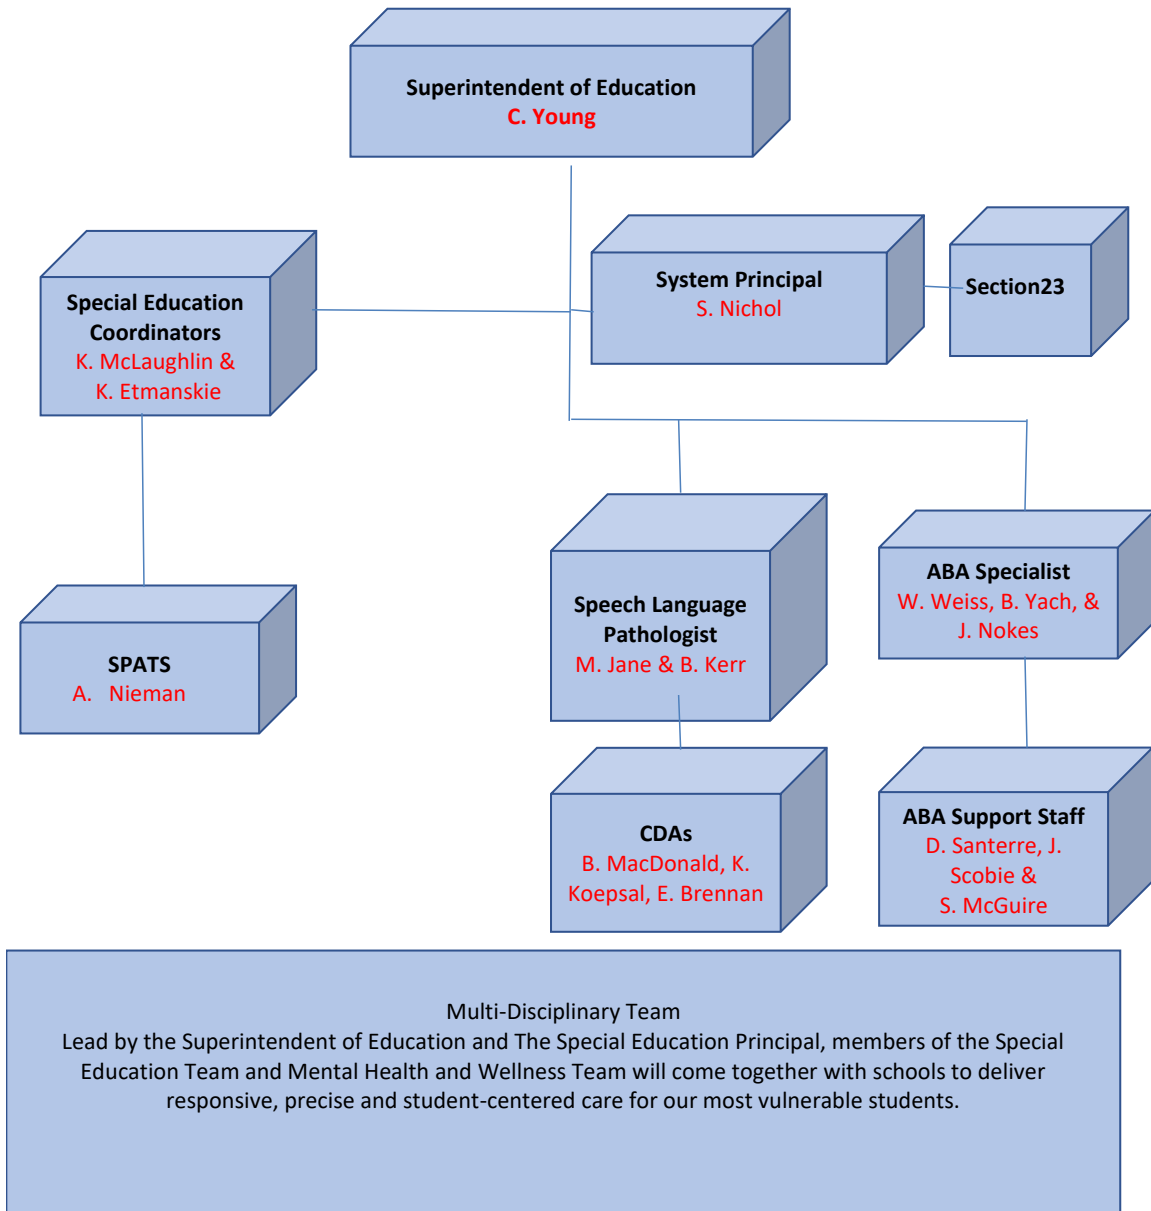 Superintendent of Education
C. Young
System Principal
S. Nichol
Section23
Special Education
Coordinators
K. McLaughlin &
K. Etmanskie
SPATS
A.   Nieman
Speech Language
Pathologist
M. Jane & B. Kerr
ABA Specialist
W. Weiss, B. Yach, &
J. Nokes
CDAs
B. MacDonald, K.
Koepsal, E. Brennan
ABA Support Staff
D. Santerre, J.
Scobie &
S. McGuire
Multi-Disciplinary Team
Lead by the Superintendent of Education and The Special Education Principal, members of the Special
Education Team and Mental Health and Wellness Team will come together with schools to deliver
responsive, precise and student-centered care for our most vulnerable students.